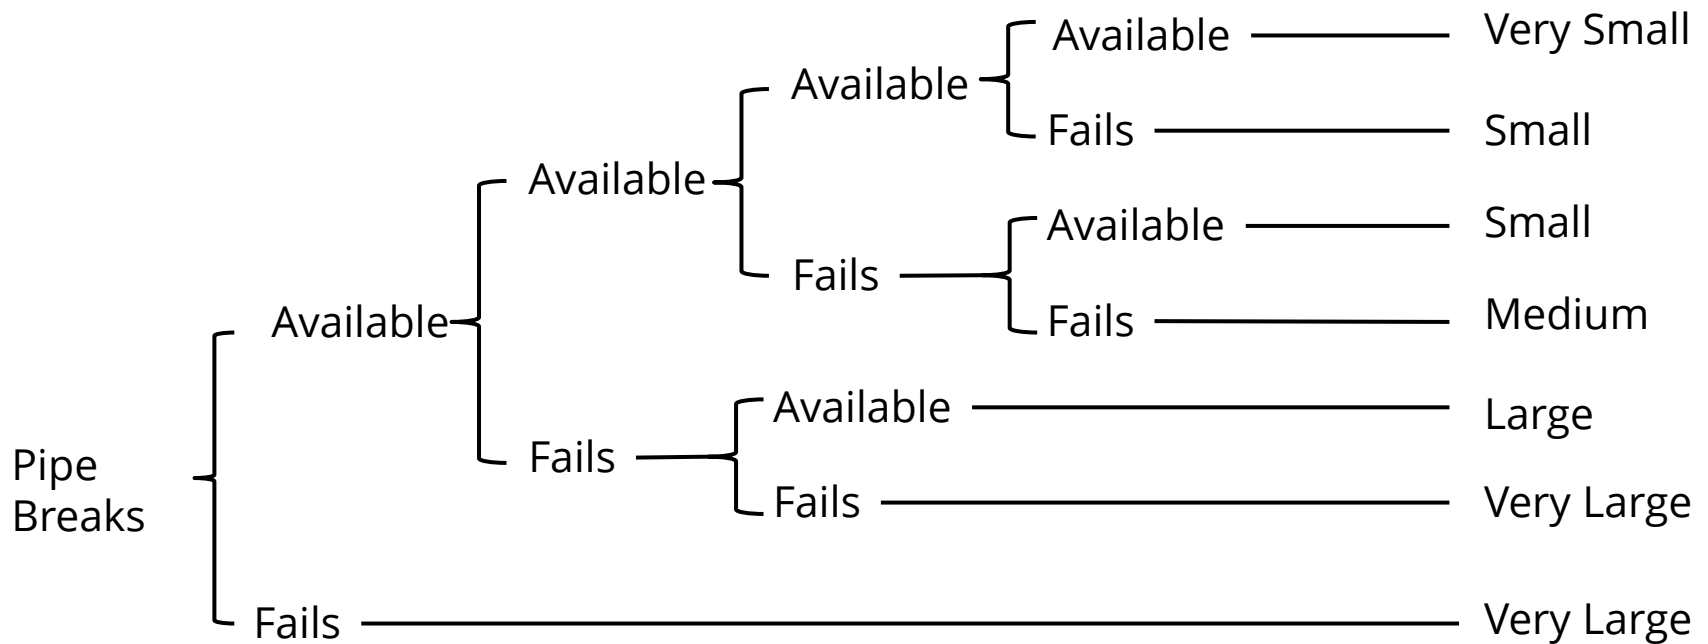 Available
Very Small
Available
Fails
Small
Available
Available
Small
Fails
Fails
Medium
Available
Available
Large
Fails
Fails
Very Large
Pipe
Breaks
Fails
Very Large